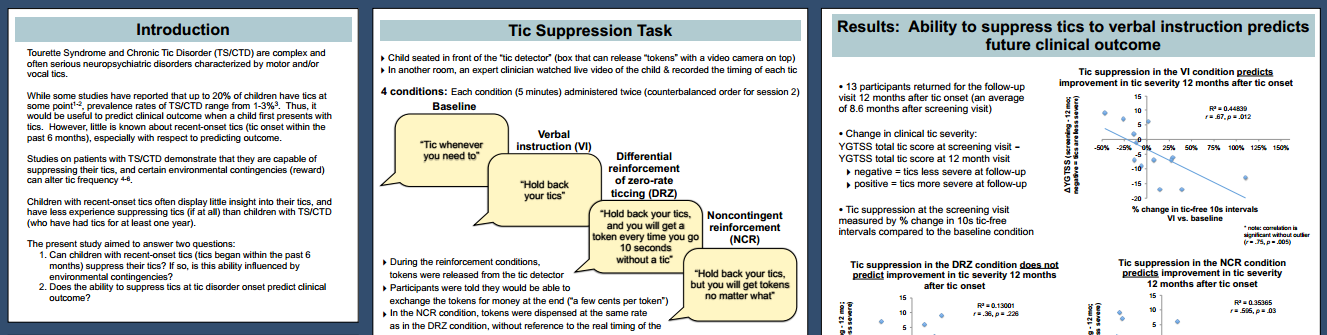 Introduction
Tourette Syndrome and Chronic Tic Disorder (TS/CTD) are complex and
often serious neuropsychiatric disorders characterized by motor and/or
vocal tics.
While some studies have reported that up to 20% of children have tics at
some point¹⁻², prevalence rates of TS/CTD range from 1-3%³. Thus, it
would be useful to predict clinical outcome when a child first presents with
tics. However, little is known about recent-onset tics (tic onset within the
past 6 months), especially with respect to predicting outcome.
Studies on patients with TS/CTD demonstrate that they are capable of
suppressing their tics, and certain environmental contingencies (reward)
can alter tic frequency ⁴⁻⁶.
Children with recent-onset tics often display little insight into their tics, and
have less experience suppressing tics (if at all) than children with TS/CTD
(who have had tics for at least one year).
The present study aimed to answer two questions:
1. Can children with recent-onset tics (tics began within the past 6
months) suppress their tics? If so, is this ability influenced by
environmental contingencies?
2. Does the ability to suppress tics at tic disorder onset predict clinical
outcome?
Tic Suppression Task
Child seated in front of the “tic detector” (box that can release “tokens” with a video camera on top)
In another room, an expert clinician watched live video of the child & recorded the timing of each tic
4 conditions: Each condition (5 minutes) administered twice (counterbalanced order for session 2)
Baseline
“Tic whenever
you need to”
Verbal
instruction (VI)
“Hold back
your tics”
Differential
reinforcement
of zero-rate
ticcing (DRZ)
“Hold back your tics,
and you will get a
token every time you go
10 seconds
without a tic”
Noncontingent
reinforcement
(NCR)
“Hold back your tics,
but you will get tokens
no matter what”
During the reinforcement conditions,
tokens were released from the tic detector
Participants were told they would be able to
exchange the tokens for money at the end (“a few cents per token”)
In the NCR condition, tokens were dispensed at the same rate
as in the DRZ condition, without reference to the real timing of the
Results: Ability to suppress tics to verbal instruction predicts
future clinical outcome
• 13 participants returned for the follow-up
visit 12 months after tic onset (an average
of 8.6 months after screening visit)
• Change in clinical tic severity:
YGTSS total tic score at screening visit –
YGTSS total tic score at 12 month visit
negative = tics less severe at follow-up
positive = tics more severe at follow-up
• Tic suppression at the screening visit
measured by % change in 10s tic-free
intervals compared to the baseline condition
Tic suppression in the VI condition predicts
improvement in tic severity 12 months after tic onset
ΔYGTSS (screening - 12 mo;
negative = tics are less severe)
15
10
5
0
-5
-10
-15
-20
-50% -25% 0% 25% 50% 75% 100% 125% 150%
R² = 0.44839
r = .67, p = .012
% change in tic-free 10s intervals
VI vs. baseline
* note: correlation is
significant without outlier
(r = .75, p = .005)
Tic suppression in the DRZ condition does not
predict improvement in tic severity 12 months
after tic onset
- 12 mo;
ss severe)
15
10
5
R² = 0.13001
r = .36, p = .226
Tic suppression in the NCR condition
predicts improvement in tic severity
12 months after tic onset
- 12 mo;
ss severe)
15
10
5
R² = 0.35365
r = .595, p = .03